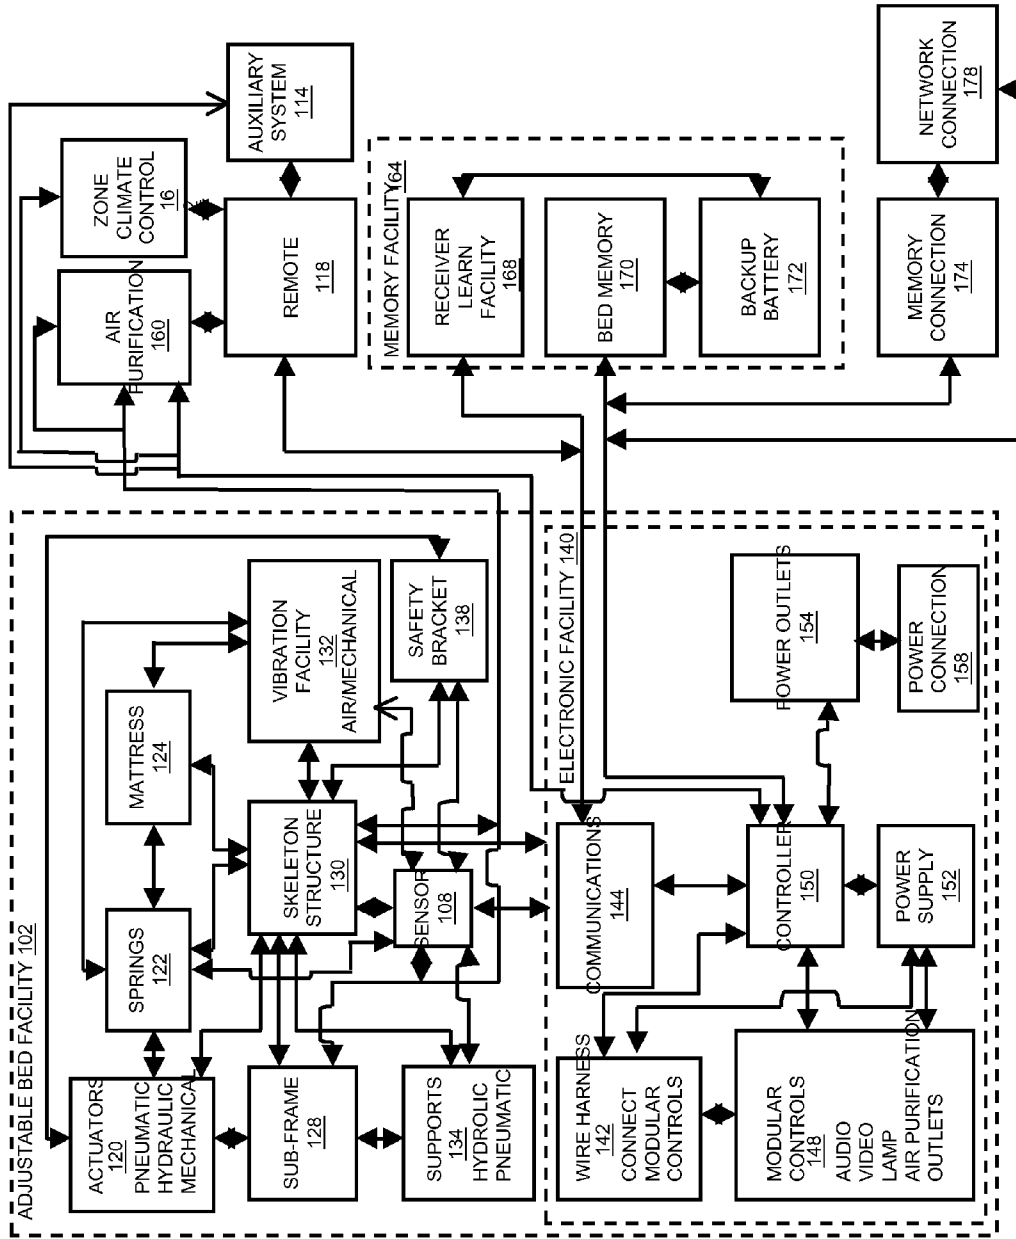 ADJUSTABLE BED FACILITY 102
ACTUATORS
120
PNEUMATIC
HYDRAULIC
MECHANICAL
SPRINGS
122
MATTRESS
124
SUB-FRAME
128
SKELETON
STRUCTURE
130
VIBRATION
FACILITY
132
AIR/MECHANICAL
SUPPORTS
134
HYDROLIC
PNEUMATIC
SENSOR
108
SAFETY
BRACKET
138
ELECTRONIC FACILITY 140
WIRE HARNESS
142
CONNECT
MODULAR
CONTROLS
COMMUNICATIONS
144
MODULAR
CONTROLS
148
AUDIO
VIDEO
LAMP
AIR PURIFICATION
OUTLETS
CONTROLLER
150
POWER
SUPPLY
152
POWER OUTLETS
154
POWER
CONNECTION
158
AIR
PURIFICATION
160
ZONE
CLIMATE
CONTROL
16
REMOTE
118
AUXILIARY
SYSTEM
114
MEMORY FACILITY 164
RECEIVER
LEARN
FACILITY
168
BED MEMORY
170
BACKUP
BATTERY
172
MEMORY
CONNECTION
174
NETWORK
CONNECTION
178